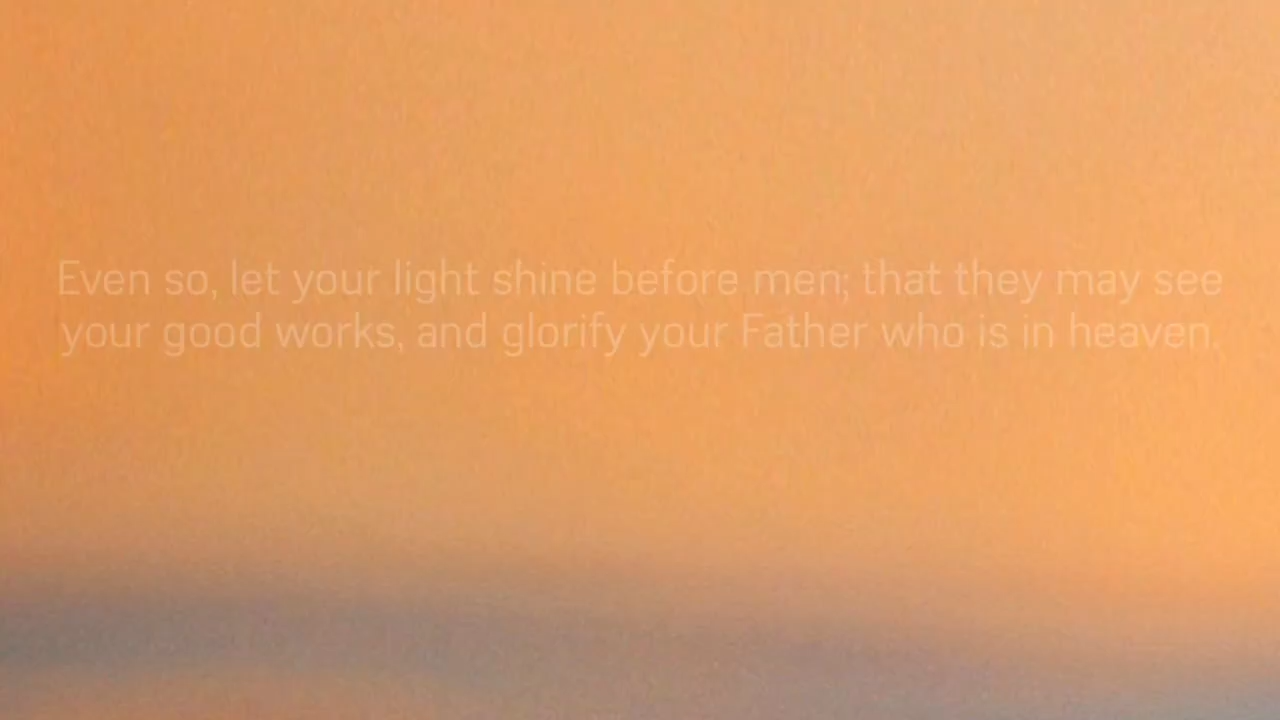 Even so, let your light shine before men; that they may see
your good works, and glorify your Father who is in heaven.